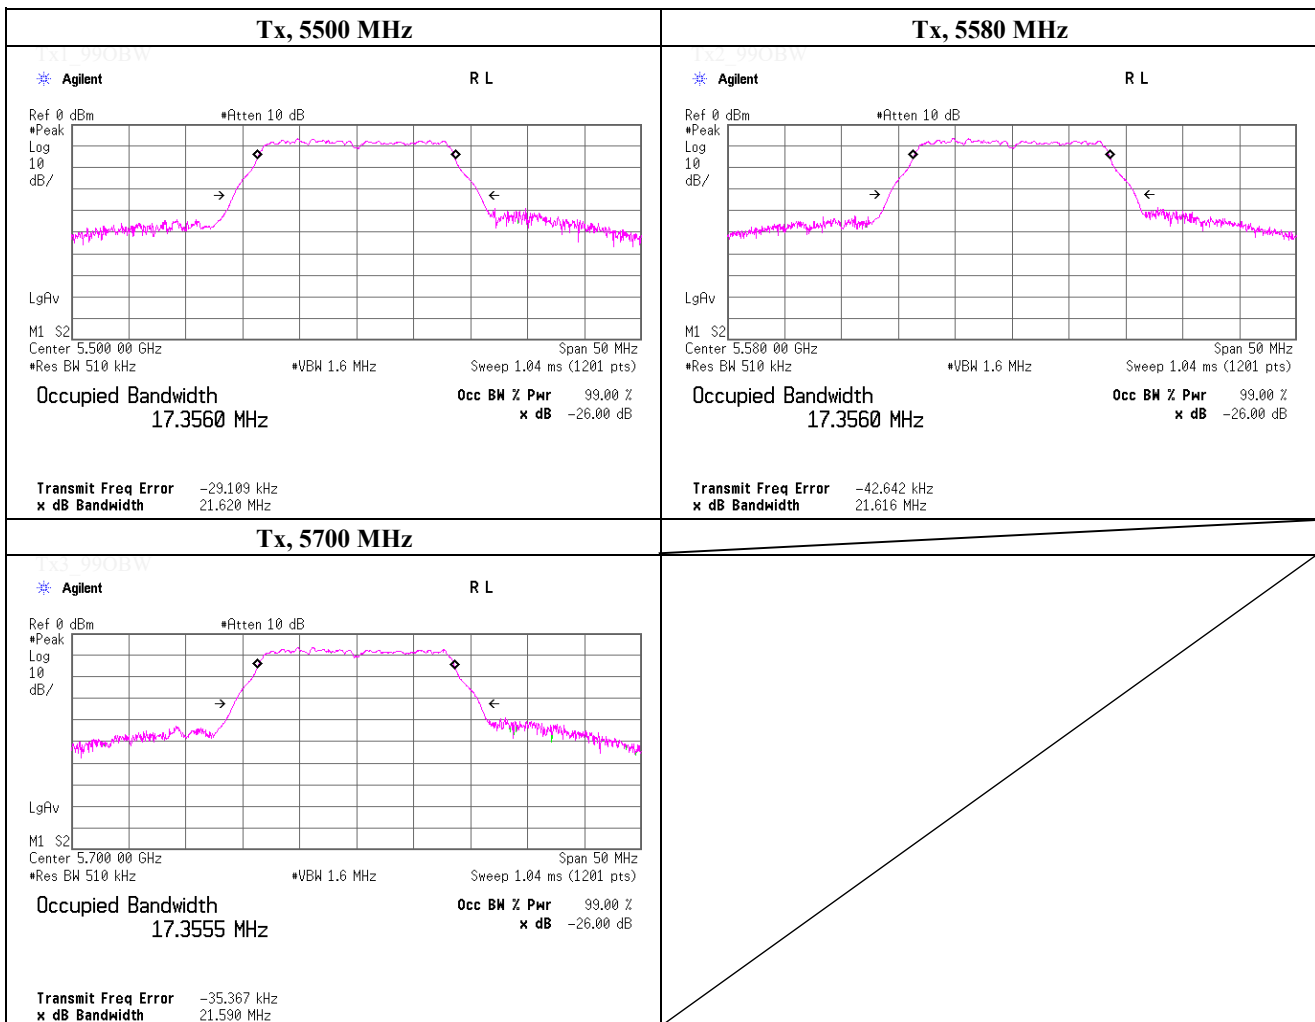 Tx, 5500 MHz
Tx1_99OBW
Agilent
R L
Ref 0 dBm
#Atten 10 dB
#Peak
Log
10
dB/
LgAv
M1 S2
Center 5.500 00 GHz
Span 50 MHz
#Res BW 510 kHz
#VBW 1.6 MHz
Sweep 1.04 ms (1201 pts)
Occupied Bandwidth
17.3560 MHz
Occ BW % Pwr 99.00 %
x dB -26.00 dB
Transmit Freq Error -29.109 kHz
x dB Bandwidth 21.620 MHz
Tx, 5580 MHz
Tx2_99OBW
Agilent
R L
Ref 0 dBm
#Atten 10 dB
#Peak
Log
10
dB/
LgAv
M1 S2
Center 5.580 00 GHz
Span 50 MHz
#Res BW 510 kHz
#VBW 1.6 MHz
Sweep 1.04 ms (1201 pts)
Occupied Bandwidth
17.3560 MHz
Occ BW % Pwr 99.00 %
x dB -26.00 dB
Transmit Freq Error -42.642 kHz
x dB Bandwidth 21.616 MHz
Tx, 5700 MHz
Tx3_99OBW
Agilent
R L
Ref 0 dBm
#Atten 10 dB
#Peak
Log
10
dB/
LgAv
M1 S2
Center 5.700 00 GHz
Span 50 MHz
#Res BW 510 kHz
#VBW 1.6 MHz
Sweep 1.04 ms (1201 pts)
Occupied Bandwidth
17.3555 MHz
Occ BW % Pwr 99.00 %
x dB -26.00 dB
Transmit Freq Error -35.367 kHz
x dB Bandwidth 21.590 MHz